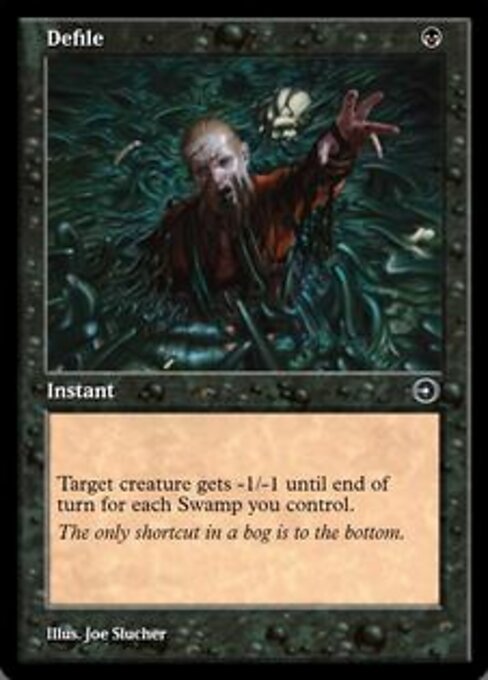 Defile
Instant
Target creature gets -1/-1 until end of
turn for each Swamp you control.
The only shortcut in a bog is to the bottom.
Illus. Joe Slucher